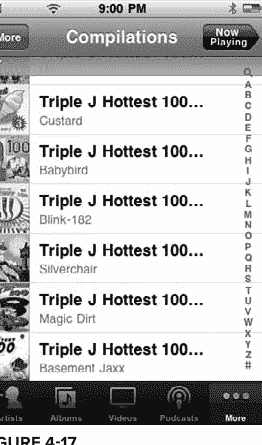 9:00 PM
More
Compilations
Now
Playing
Triple J Hottest 100...
Custard
Triple J Hottest 100...
Babybird
Triple J Hottest 100...
Blink-182
Triple J Hottest 100...
Silverchair
Triple J Hottest 100...
Magic Dirt
Triple J Hottest 100...
Basement Jaxx
A
B
C
D
E
F
G
H
I
J
K
L
M
N
O
P
Q
R
S
T
U
V
W
X
Y
Z
#
rtists
Albums
Videos
Podcasts
More
GURE 4-17